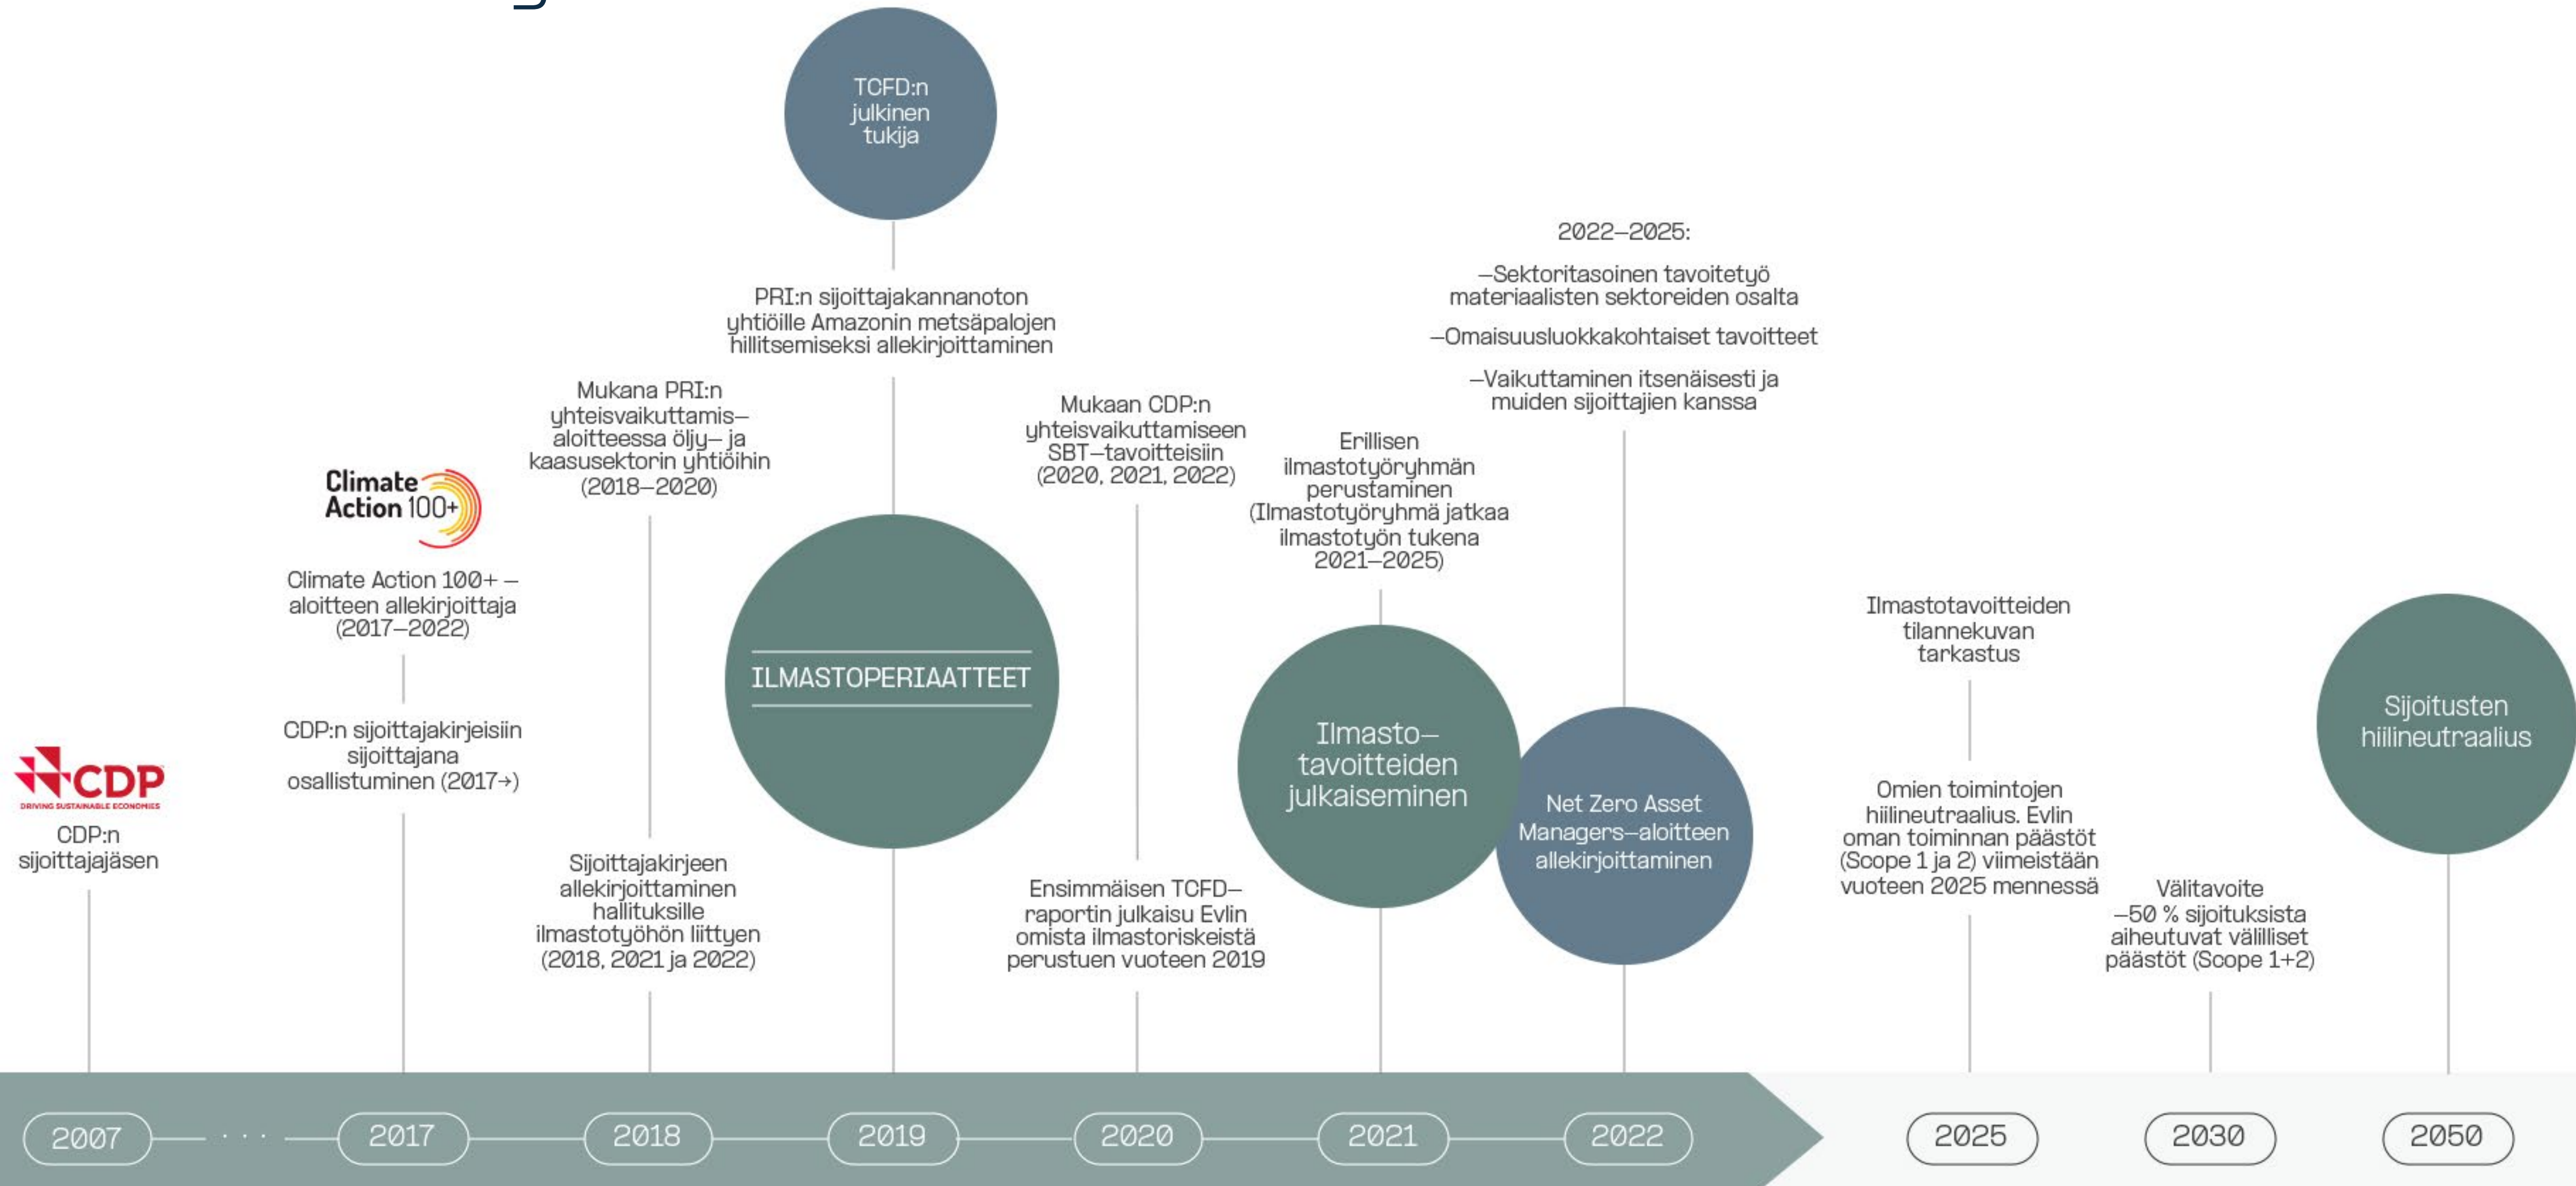 CDP
DRIVING SUSTAINABLE ECONOMIES
CDP:n
sijoittajajäsen
Climate
Action 100+
Climate Action 100+ –
aloitteen allekirjoittaja
(2017–2022)
CDP:n sijoittajakirjeisiin
sijoittajana
osallistuminen (2017→)
Mukana PRI:n
yhteisvaikuttamis–
aloitteessa öljy– ja
kaasusektorin yhtiöihin
(2018–2020)
Sijoittajakirjeen
allekirjoittaminen
hallituksille
ilmastotyöhön liittyen
(2018, 2021 ja 2022)
TCFD:n
julkinen
tukija
PRI:n sijoittajakannanoton
yhtiöille Amazonin metsäpalojen
hillitsemiseksi allekirjoittaminen
ILMASTOPERIAATTEET
Mukaan CDP:n
yhteisvaikuttamiseen
SBT–tavoitteisiin
(2020, 2021, 2022)
Ensimmäisen TCFD–
raportin julkaisu Evlin
omista ilmastoriskeistä
perustuen vuoteen 2019
Erillisen
ilmastotyöryhmän
perustaminen
(Ilmastotyöryhmä jatkaa
ilmastotyön tukena
2021–2025)
Ilmasto–
tavoitteiden
julkaiseminen
2022–2025:
–Sektoritasoinen tavoitetyö
materiaalisten sektoreiden osalta
–Omaisuusluokkakohtaiset tavoitteet
–Vaikuttaminen itsenäisesti ja
muiden sijoittajien kanssa
Net Zero Asset
Managers–aloitteen
allekirjoittaminen
Ilmastotavoitteiden
tilannekuvan
tarkastus
Omien toimintojen
hiilineutraalius. Evlin
oman toiminnan päästöt
(Scope 1 ja 2) viimeistään
vuoteen 2025 mennessä
Välitavoite
–50 % sijoituksista
aiheutuvat välilliset
päästöt (Scope 1+2)
Sijoitusten
hiilineutraalius
2007
. . .
2017
2018
2019
2020
2021
2022
2025
2030
2050